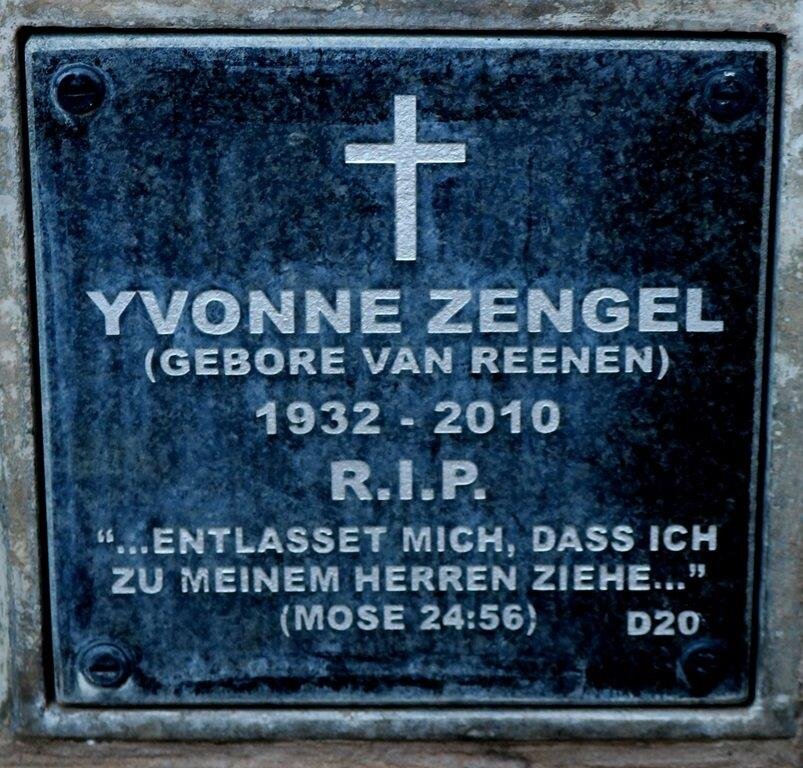 YVONNE ZENGEL
(GEBORE VAN REENEN)
1932 - 2010
R.I.P.
“...ENTLASSET MICH, DASS ICH
ZU MEINEM HERREN ZIEHE...”
(MOSE 24:56)
D20